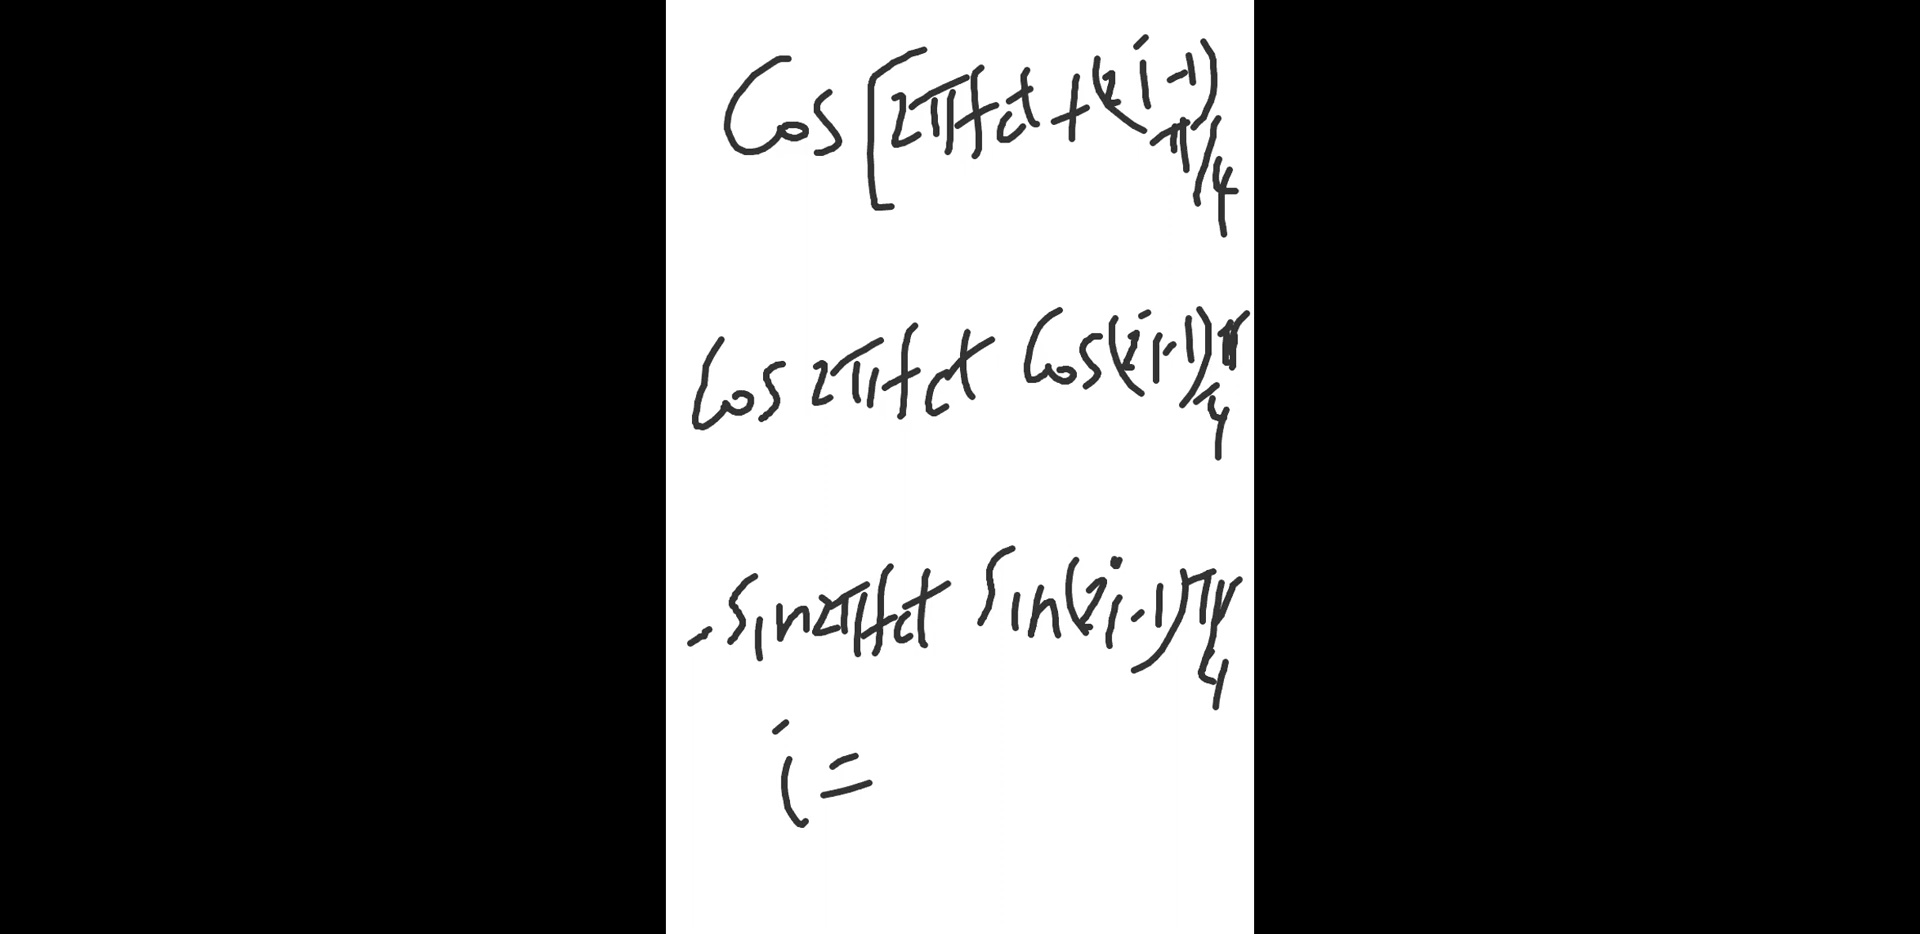 Cos [2πfct + (2i-1)π/4
Cos 2πfct Cos(2i-1)π/4
-Sin2πfct Sin(2i-1)π/4
i =